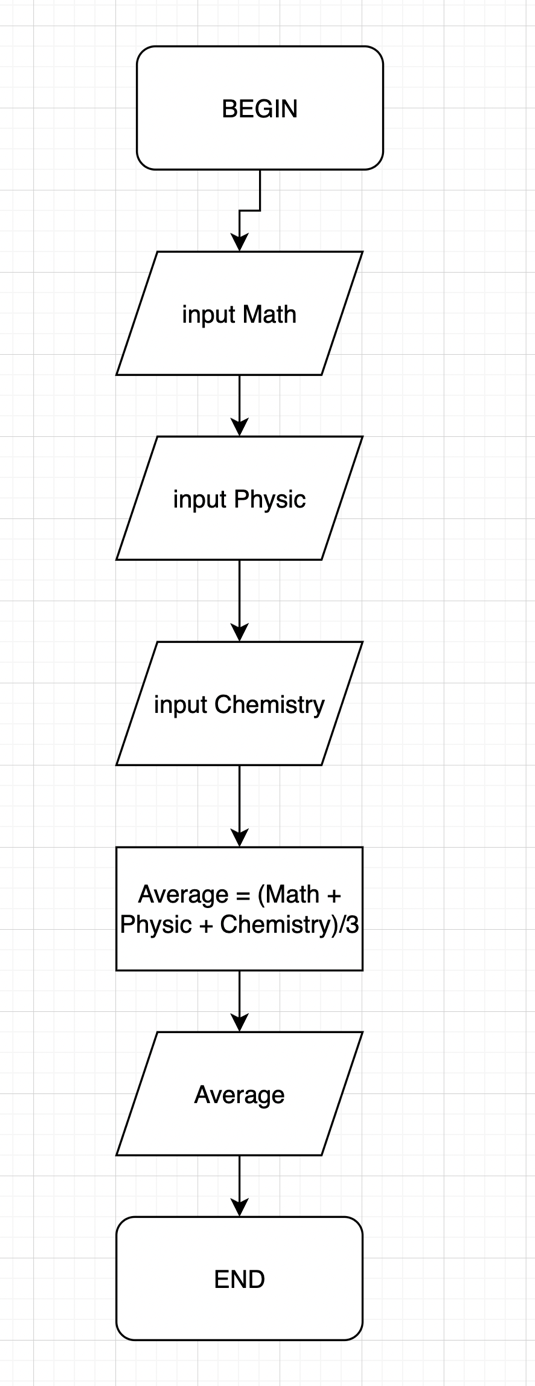 BEGIN
input Math
input Physic
input Chemistry
Average = (Math +
Physic + Chemistry)/3
Average
END